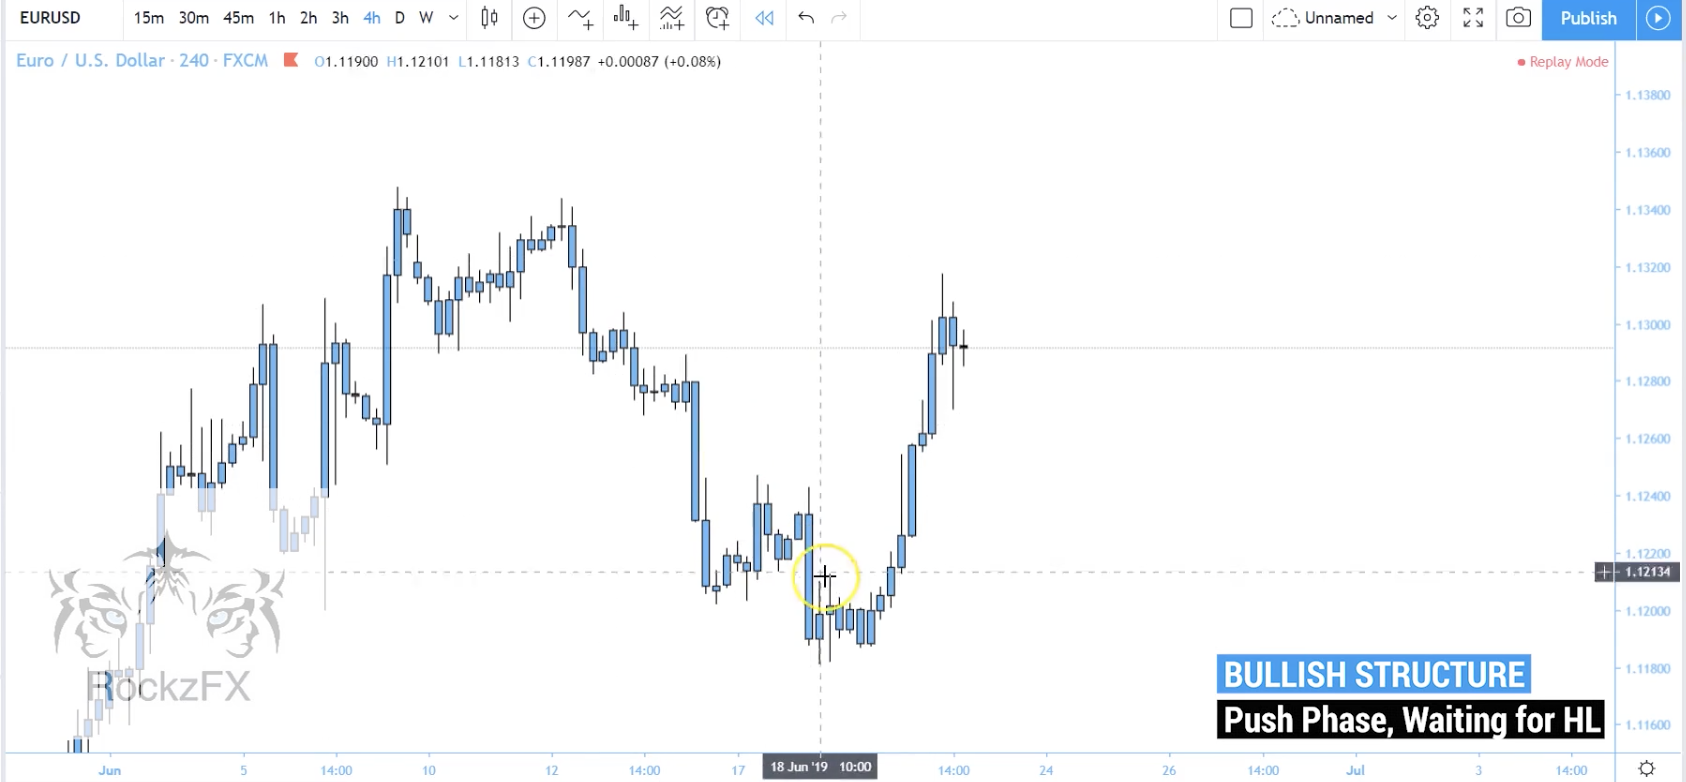 EURUSD 15m 30m 45m 1h 2h 3h 4h D W Unnamed Publish
Euro / U.S. Dollar · 240 · FXCM O1.11900 H1.12101 L1.11813 C1.11987 +0.00087 (+0.08%) Replay Mode
1.13800
1.13600
1.13400
1.13200
1.13000
1.12800
1.12600
1.12400
1.12200
1.12134
1.12000
1.11800
1.11600
RockzFX
BULLISH STRUCTURE
Push Phase, Waiting for HL
Jun 5 14:00 10 12 14:00 17 18 Jun '19 10:00 14:00 24 26 14:00 Jul 3 14:00